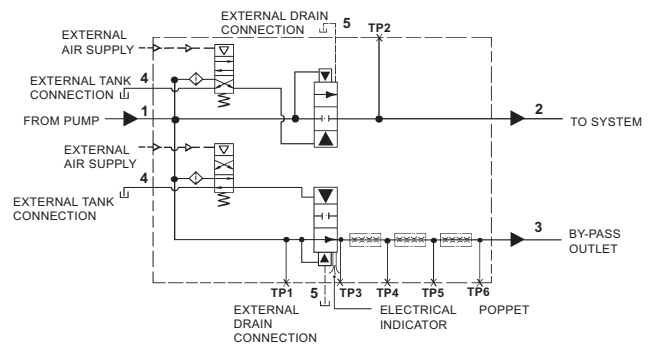 EXTERNAL DRAIN
CONNECTION
5
TP2
EXTERNAL
AIR SUPPLY
EXTERNAL TANK
CONNECTION
4
1
FROM PUMP
2
TO SYSTEM
EXTERNAL
AIR SUPPLY
4
EXTERNAL TANK
CONNECTION
3
BY-PASS
OUTLET
TP1
5
TP3
TP4
TP5
TP6
POPPET
EXTERNAL
DRAIN
CONNECTION
ELECTRICAL
INDICATOR